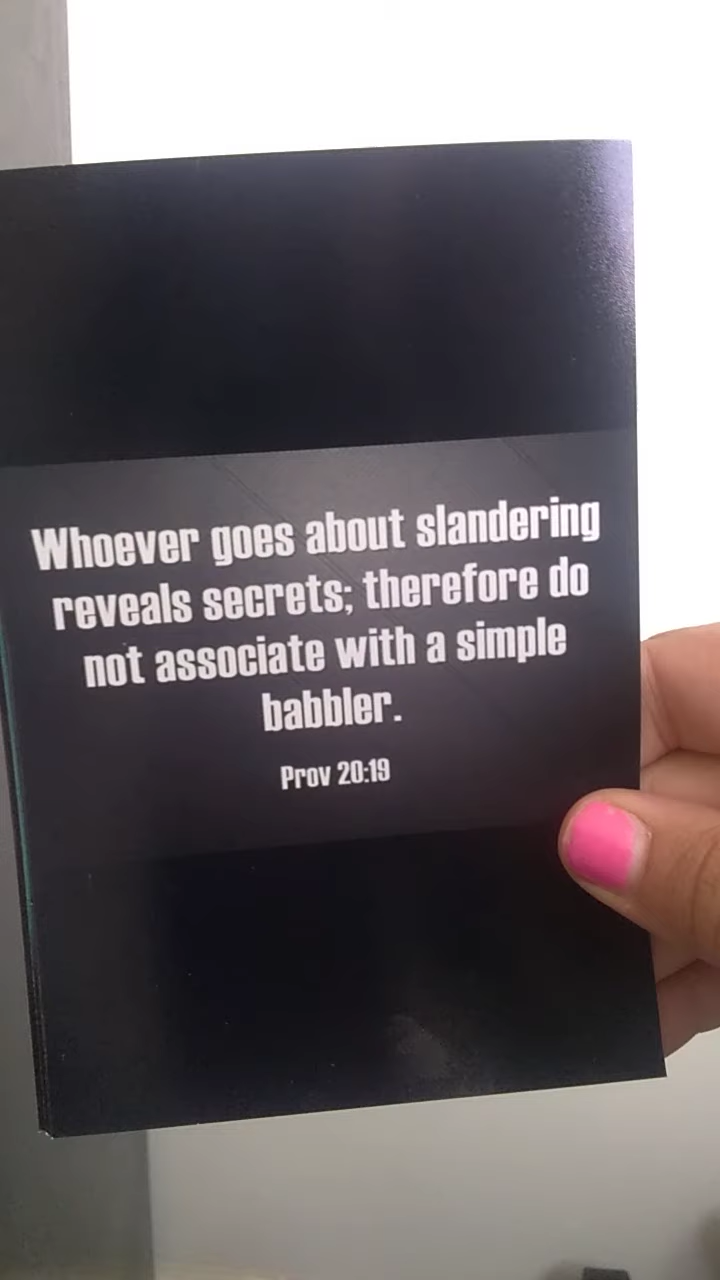 Whoever goes about slandering
reveals secrets; therefore do
not associate with a simple
babbler.
Prov 20:19